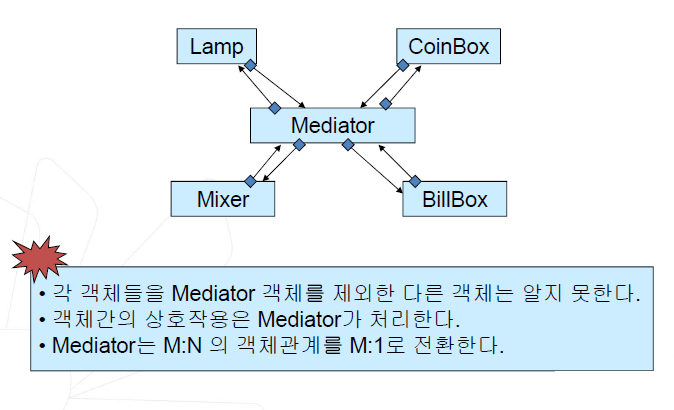 Lamp
CoinBox
Mediator
Mixer
BillBox
• 각 객체들을 Mediator 객체를 제외한 다른 객체는 알지 못한다.
• 객체간의 상호작용은 Mediator가 처리한다.
• Mediator는 M:N 의 객체관계를 M:1로 전환한다.